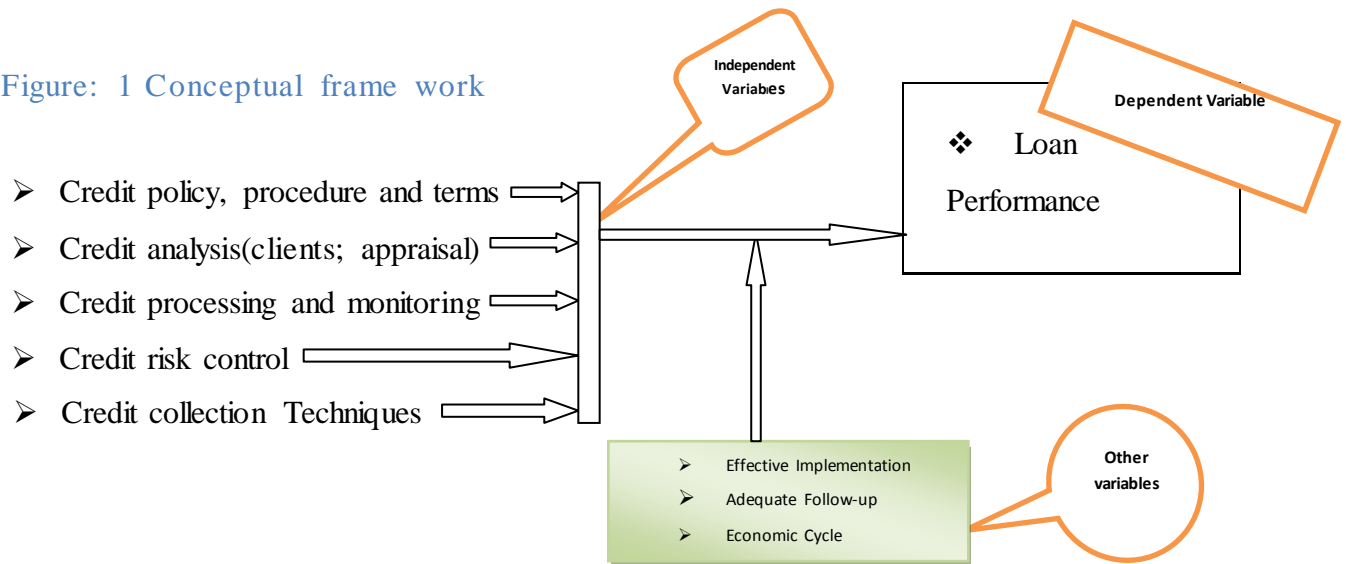 Figure: 1 Conceptual frame work
Independent
Variables
Dependent Variable
❖ Loan
Performance
➢ Credit policy, procedure and terms
➢ Credit analysis(clients; appraisal)
➢ Credit processing and monitoring
➢ Credit risk control
➢ Credit collection Techniques
➢ Effective Implementation
➢ Adequate Follow-up
➢ Economic Cycle
Other
variables